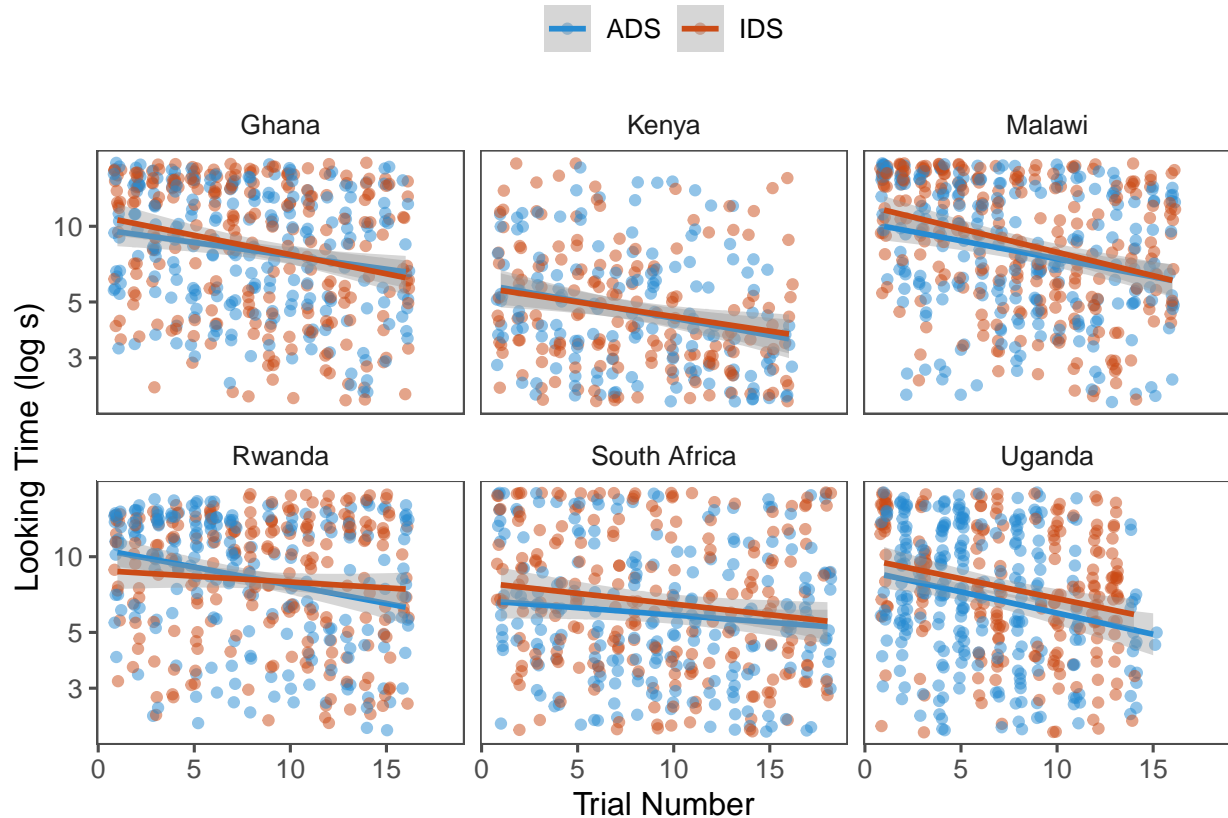 ADS IDS
Ghana Kenya Malawi
10
5
3
Rwanda South Africa Uganda
10
5
3
0 5 10 15 0 5 10 15 0 5 10 15
Trial Number
Looking Time (log s)